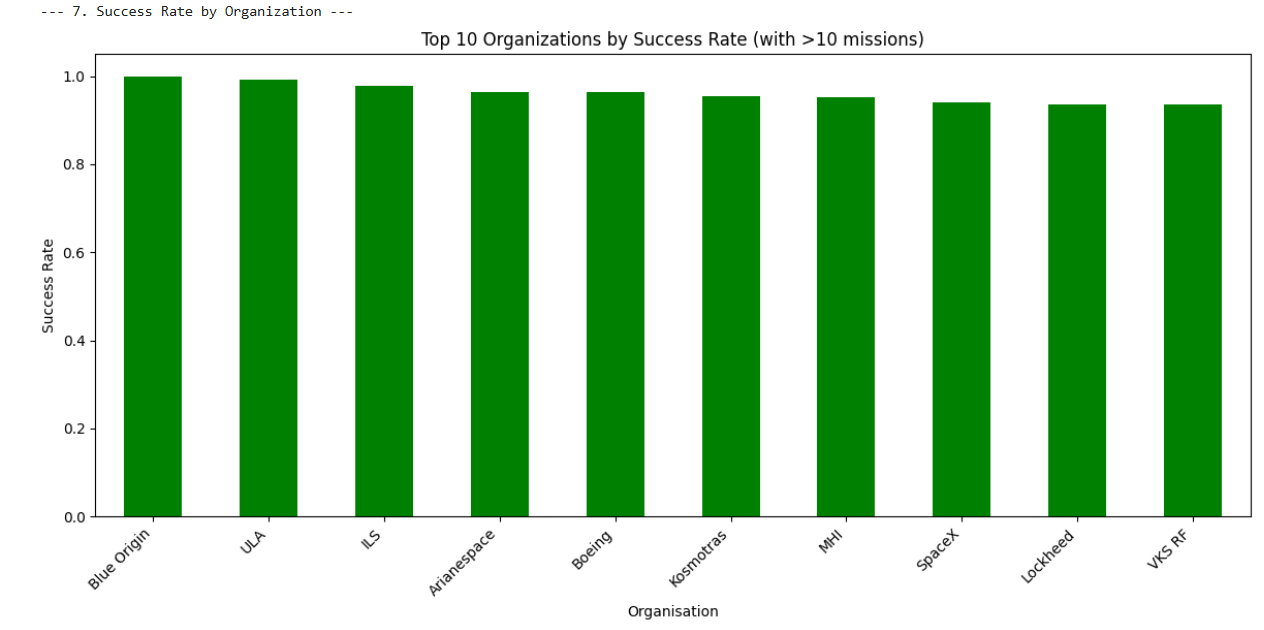 --- 7. Success Rate by Organization ---
Top 10 Organizations by Success Rate (with >10 missions)
1.0
0.8
0.6
0.4
0.2
0.0
Success Rate
Blue Origin
ULA
ILS
Arianespace
Boeing
Kosmotras
MHI
SpaceX
Lockheed
VKS RF
Organisation